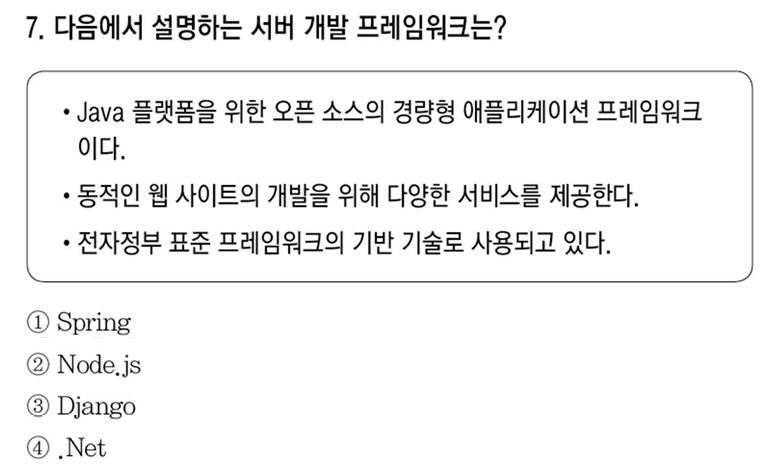 7. 다음에서 설명하는 서버 개발 프레임워크는?
• Java 플랫폼을 위한 오픈 소스의 경량형 애플리케이션 프레임워크
이다.
• 동적인 웹 사이트의 개발을 위해 다양한 서비스를 제공한다.
• 전자정부 표준 프레임워크의 기반 기술로 사용되고 있다.
① Spring
② Node.js
③ Django
④ .Net